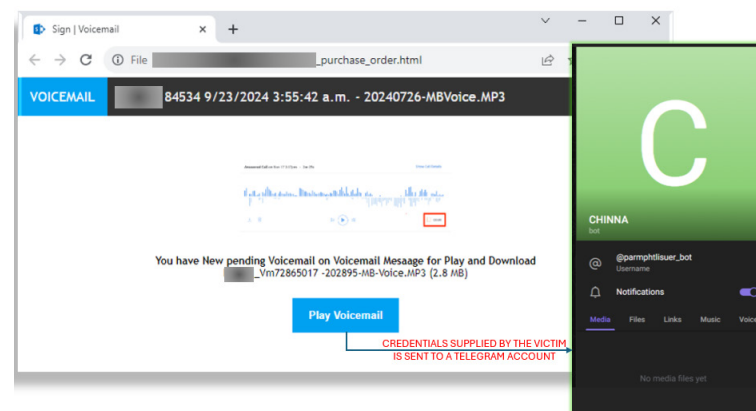 Sign | Voicemail
File
_purchase_order.html
VOICEMAIL
84534 9/23/2024 3:55:42 a.m. - 20240726-MBVoice.MP3
You have New pending Voicemail on Voicemail Mesaage for Play and Download
_Vm72865017 -202895-MB-Voice.MP3 (2.8 MB)
Play Voicemail
CREDENTIALS SUPPLIED BY THE VICTIM
IS SENT TO A TELEGRAM ACCOUNT
C
CHINNA
bot
@parmphtlisuer_bot
Username
Notifications
Media Files Links Music Voice
No media files yet